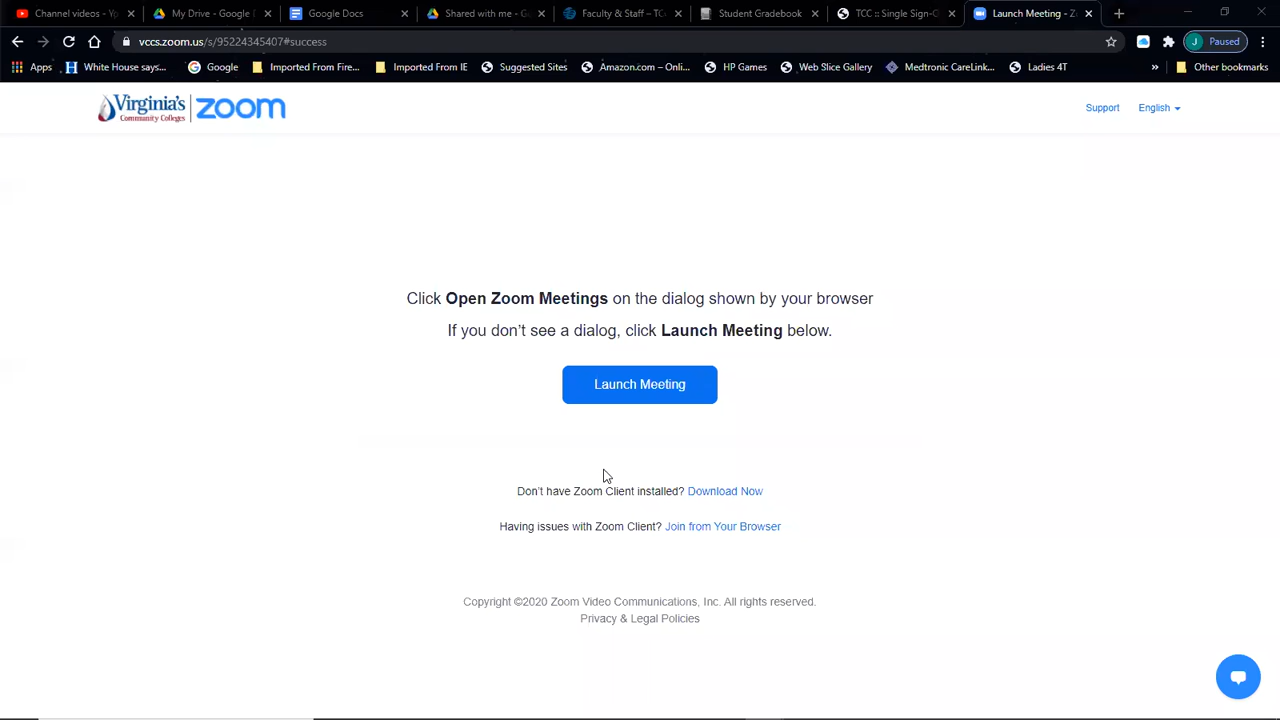 Channel videos - Yo
My Drive - Google D
Google Docs
Shared with me - Go
Faculty & Staff – TC
Student Gradebook
TCC :: Single Sign-O
Launch Meeting - Z
vccs.zoom.us/s/95224345407#success
J Paused
Apps
H White House says...
Google
Imported From Fire...
Imported From IE
Suggested Sites
Amazon.com – Onli...
HP Games
Web Slice Gallery
Medtronic CareLink...
Ladies 4T
»
Other bookmarks
Virginia's
Community Colleges
zoom
Support
English
Click Open Zoom Meetings on the dialog shown by your browser
If you don't see a dialog, click Launch Meeting below.
Launch Meeting
Don't have Zoom Client installed? Download Now
Having issues with Zoom Client? Join from Your Browser
Copyright ©2020 Zoom Video Communications, Inc. All rights reserved.
Privacy & Legal Policies